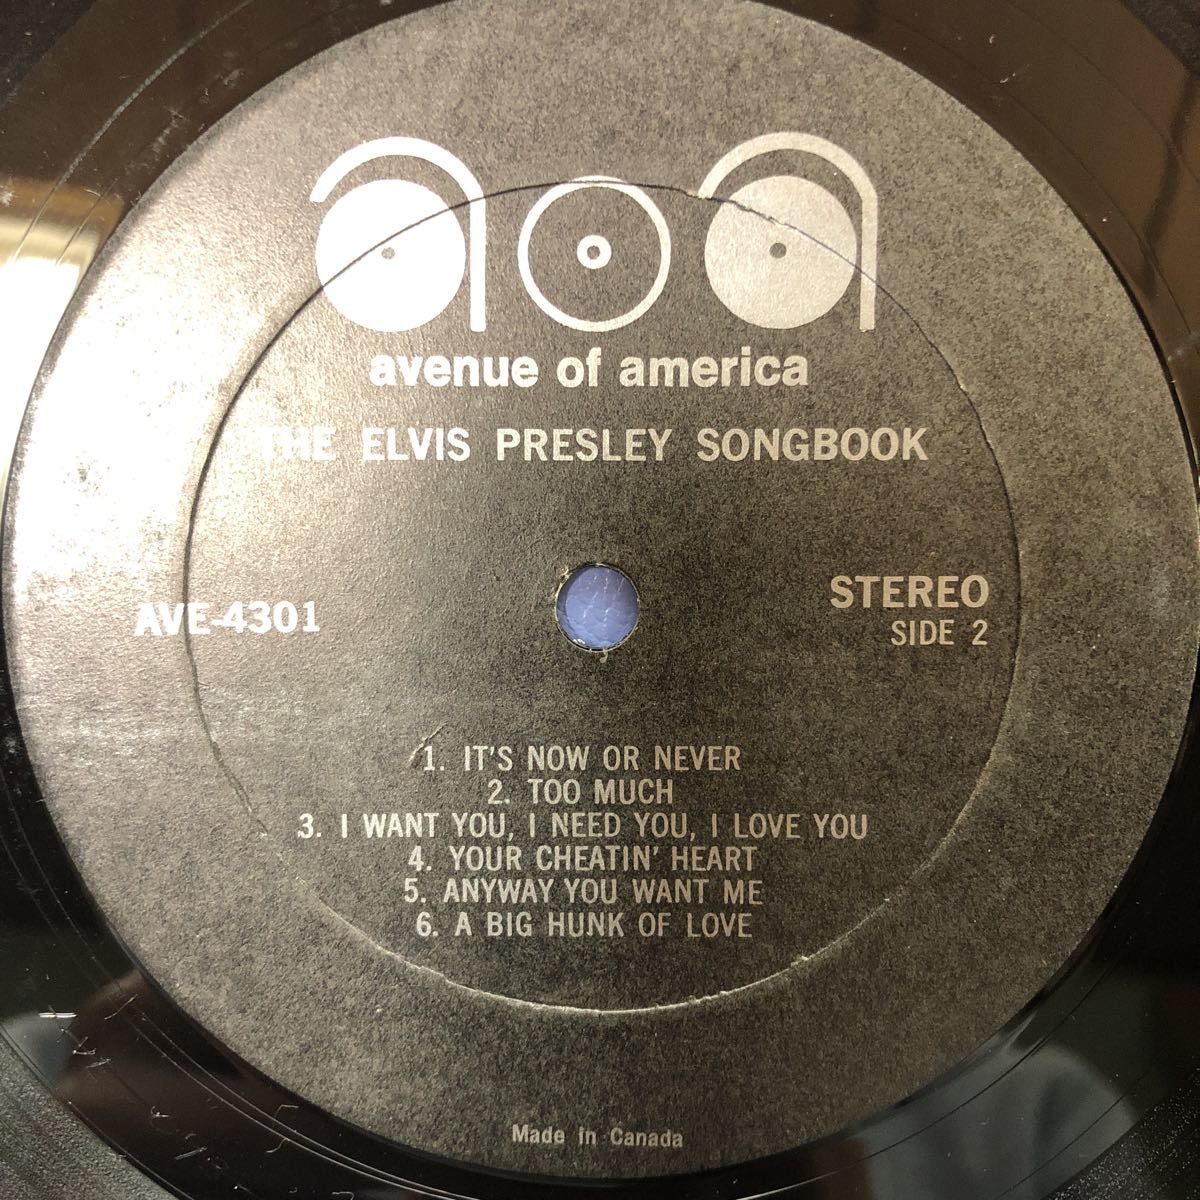 aoa
avenue of america
THE ELVIS PRESLEY SONGBOOK
AVE-4301
STEREO
SIDE 2
1. IT'S NOW OR NEVER
2. TOO MUCH
3. I WANT YOU, I NEED YOU, I LOVE YOU
4. YOUR CHEATIN' HEART
5. ANYWAY YOU WANT ME
6. A BIG HUNK OF LOVE
Made in Canada